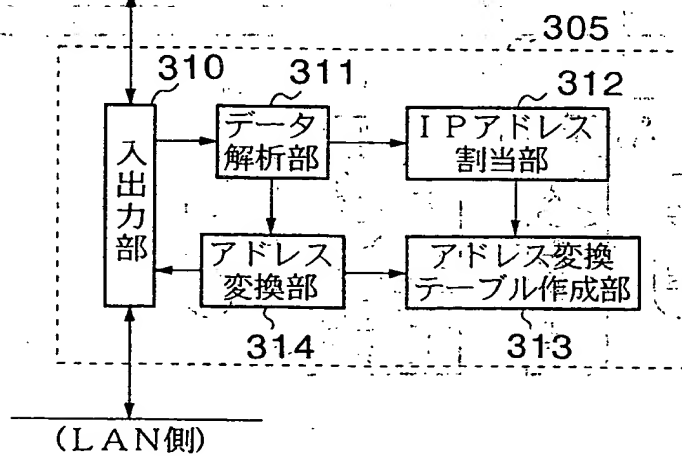 305
310
311
312
入出力部
データ
解析部
ＩＰアドレス
割当部
アドレス
変換部
アドレス変換
テーブル作成部
314
313
(ＬＡＮ側)